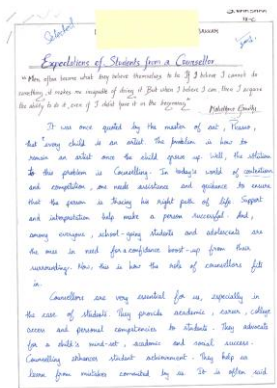 Selected
Expectations of Students from a Counsellor
"Men often become what they believe themselves to be. If I believe I cannot do
something, it makes me incapable of doing it. But when I believe I can, then I acquire
the ability to do it, even if I didn't have it in the beginning."
Mahatma Gandhi
It was once quoted by the master of art, Picasso,
that "every child is an artist. The problem is how to
remain an artist once the child grows up. Well, the solution
to this problem is Counselling. In today's world of contention
and competition, one needs assistance and guidance to ensure
that the person is tracing his right path of life. Support
and interpretation help make a person successful. And,
among everyone, school-going students and adolescents are
the ones in need for a confidence boost-up from their
surrounding. Now, this is how the role of counsellors fit
in.
Counsellors are very essential for us, especially in
the case of students. They provide academic, career, college
access and personal competencies to students. They advocate
for a child's mind-set, academic and social success.
Counselling enhances student achievement. They help us
learn from mistakes committed by us. It is often said